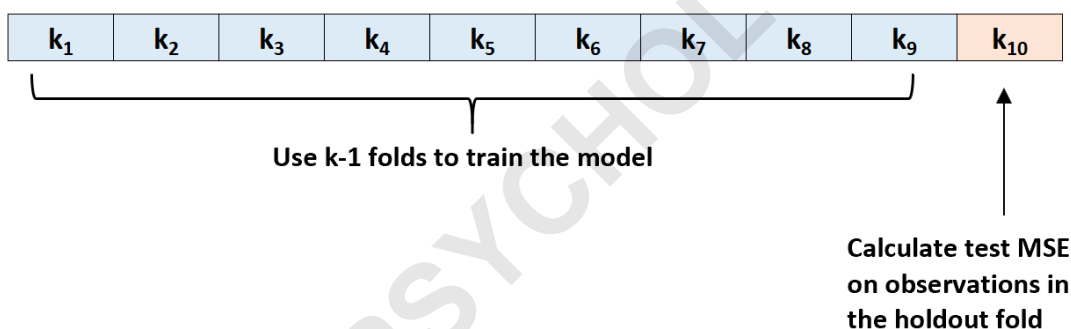 k₁ k₂ k₃ k₄ k₅ k₆ k₇ k₈ k₉ k₁₀
Use k-1 folds to train the model
Calculate test MSE
on observations in
the holdout fold
PSYCHOL